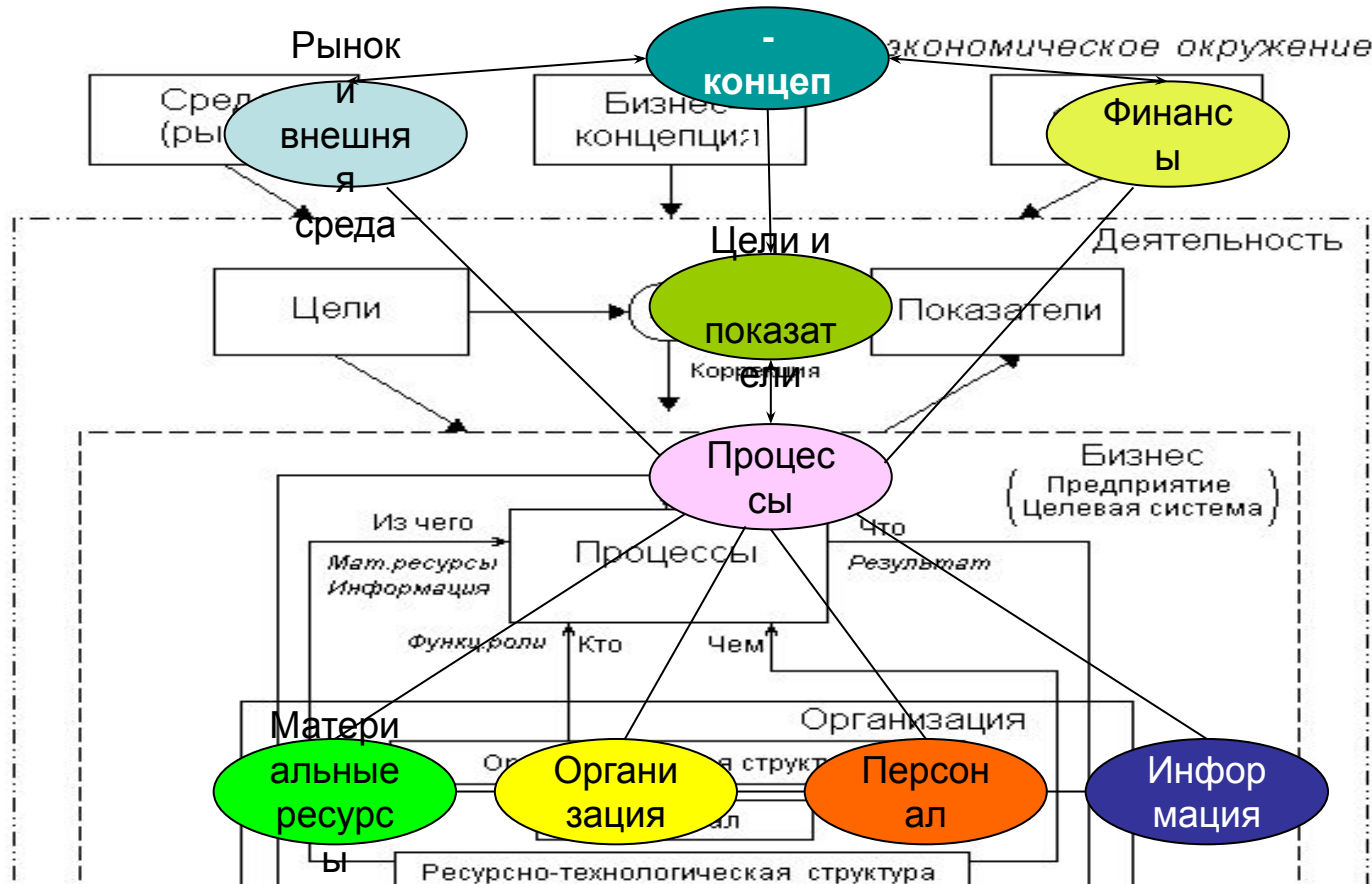 Рынок
и
внешня
я
среда
-
концеп
экономическое окружение
Финанс
ы
Сред
(ры
Бизнес
концепция
Деятельность
Цели и
показат
ели
Цели
Показатели
Коррекция
Процес
сы
Бизнес
Предприятие
Целевая система
Из чего
Мат.ресурсы
Информация
Процессы
Что
Результат
Функц.роли
Кто
Чем
Организация
Матери
альные
ресурс
ы
Органи
зация
Персон
ал
Инфор
мация
Ор
я структ
ал
Ресурсно-технологическая структура